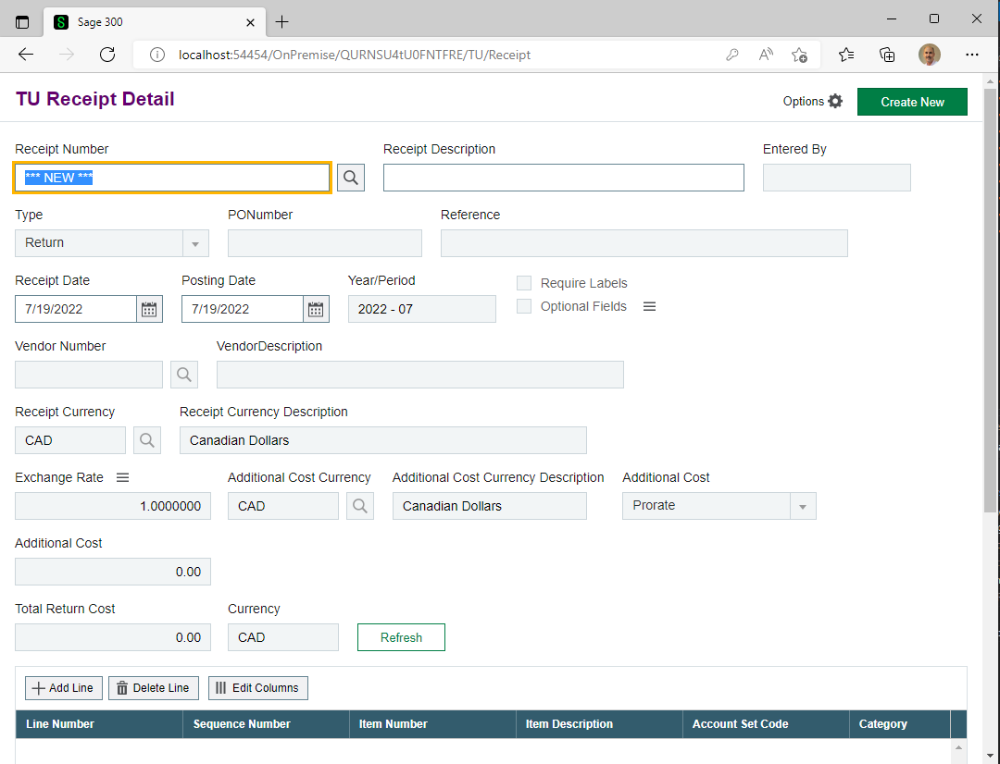 Sage 300
localhost:54454/OnPremise/QURNSU4tU0FNTFRE/TU/Receipt
TU Receipt Detail
Options
Create New
Receipt Number
Receipt Description
Entered By
*** NEW ***
Type
PONumber
Reference
Return
Receipt Date
Posting Date
Year/Period
Require Labels
7/19/2022
7/19/2022
2022 - 07
Optional Fields
Vendor Number
VendorDescription
Receipt Currency
Receipt Currency Description
CAD
Canadian Dollars
Exchange Rate
Additional Cost Currency
Additional Cost Currency Description
Additional Cost
1.0000000
CAD
Canadian Dollars
Prorate
Additional Cost
0.00
Total Return Cost
Currency
0.00
CAD
Refresh
Add Line
Delete Line
Edit Columns
Line Number
Sequence Number
Item Number
Item Description
Account Set Code
Category